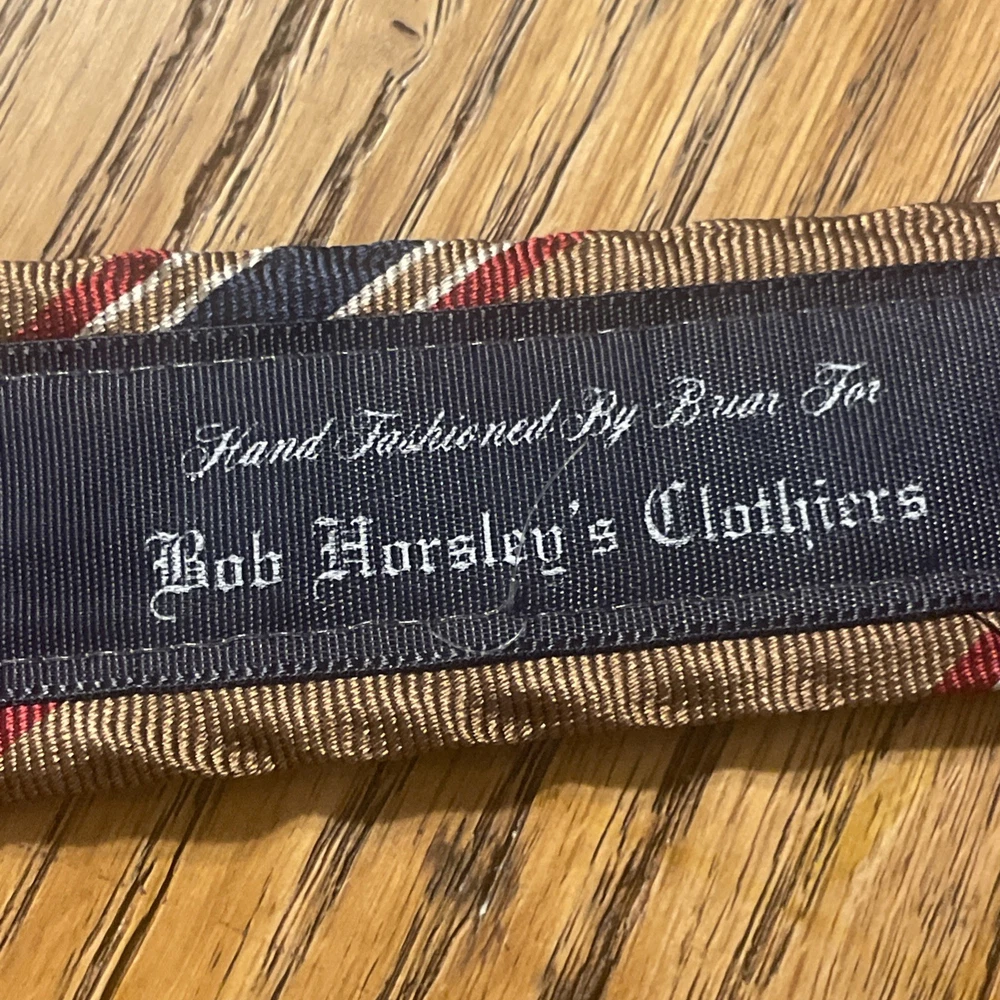 Hand Fashioned By Briar For
Bob Horsley's Clothiers